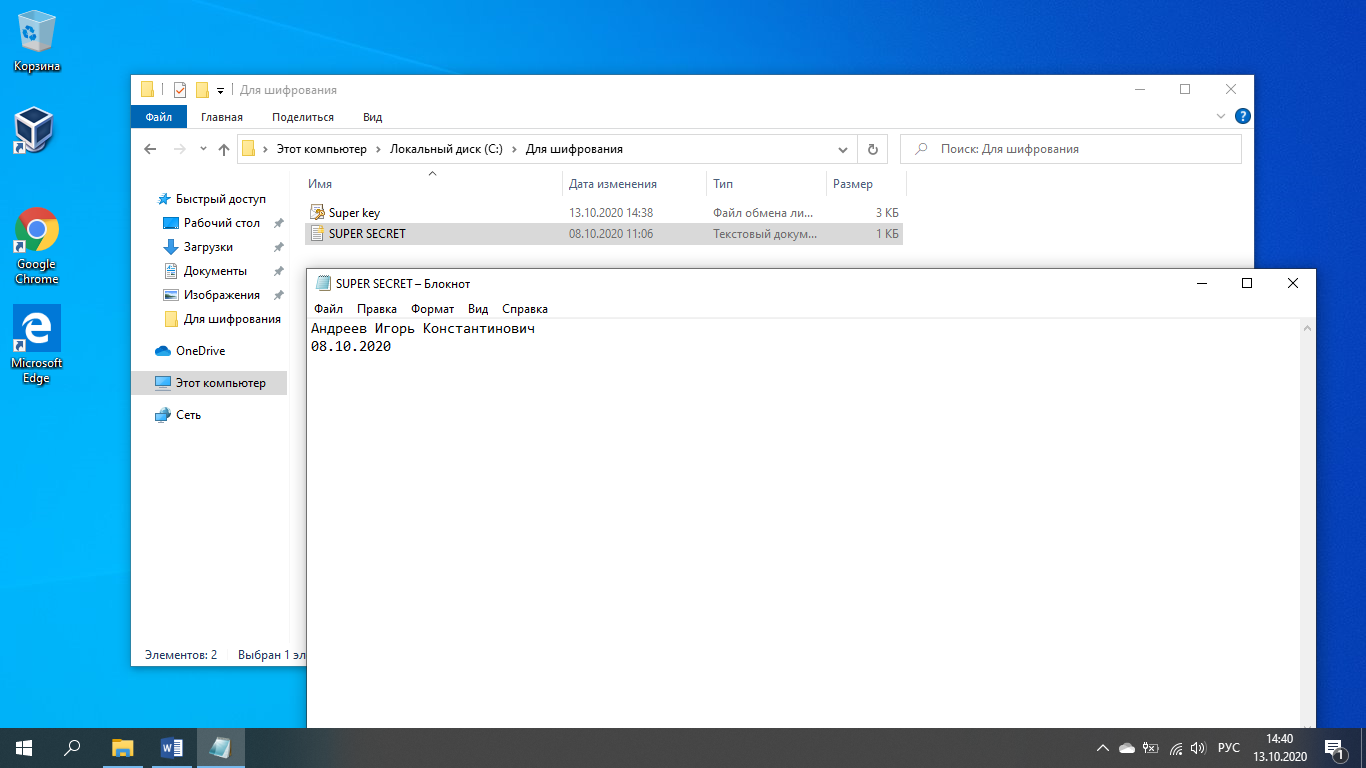 Корзина
Google
Chrome
Microsoft
Edge
Для шифрования
Файл
Главная
Поделиться
Вид
?
Этот компьютер
Локальный диск (C:)
Для шифрования
Поиск: Для шифрования
Имя
Дата изменения
Тип
Размер
Super key
13.10.2020 14:38
Файл обмена ли...
3 КБ
SUPER SECRET
08.10.2020 11:06
Текстовый докум...
1 КБ
Быстрый доступ
Рабочий стол
Загрузки
Документы
Изображения
Для шифрования
OneDrive
Этот компьютер
Сеть
Элементов: 2
Выбран 1 эл
SUPER SECRET – Блокнот
Файл
Правка
Формат
Вид
Справка
Андреев Игорь Константинович
08.10.2020
РУС
14:40
13.10.2020
1